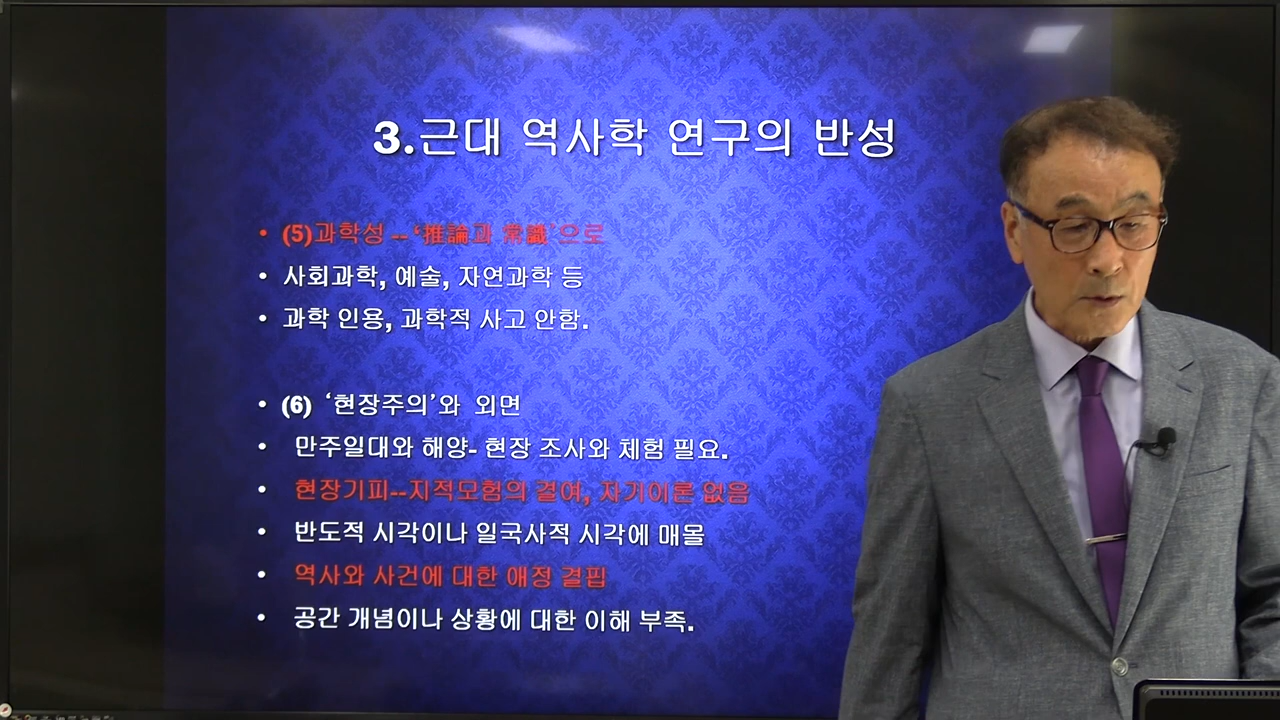 3.근대 역사학 연구의 반성
• (5)과학성 -- ‘推論과 常識’으로
• 사회과학, 예술, 자연과학 등
• 과학 인용, 과학적 사고 안함.
• (6) ‘현장주의’와 외면
• 만주일대와 해양- 현장 조사와 체험 필요.
• 현장기피--지적모험의 결여, 자기이론 없음
• 반도적 시각이나 일국사적 시각에 매몰
• 역사와 사건에 대한 애정 결핍
• 공간 개념이나 상황에 대한 이해 부족.